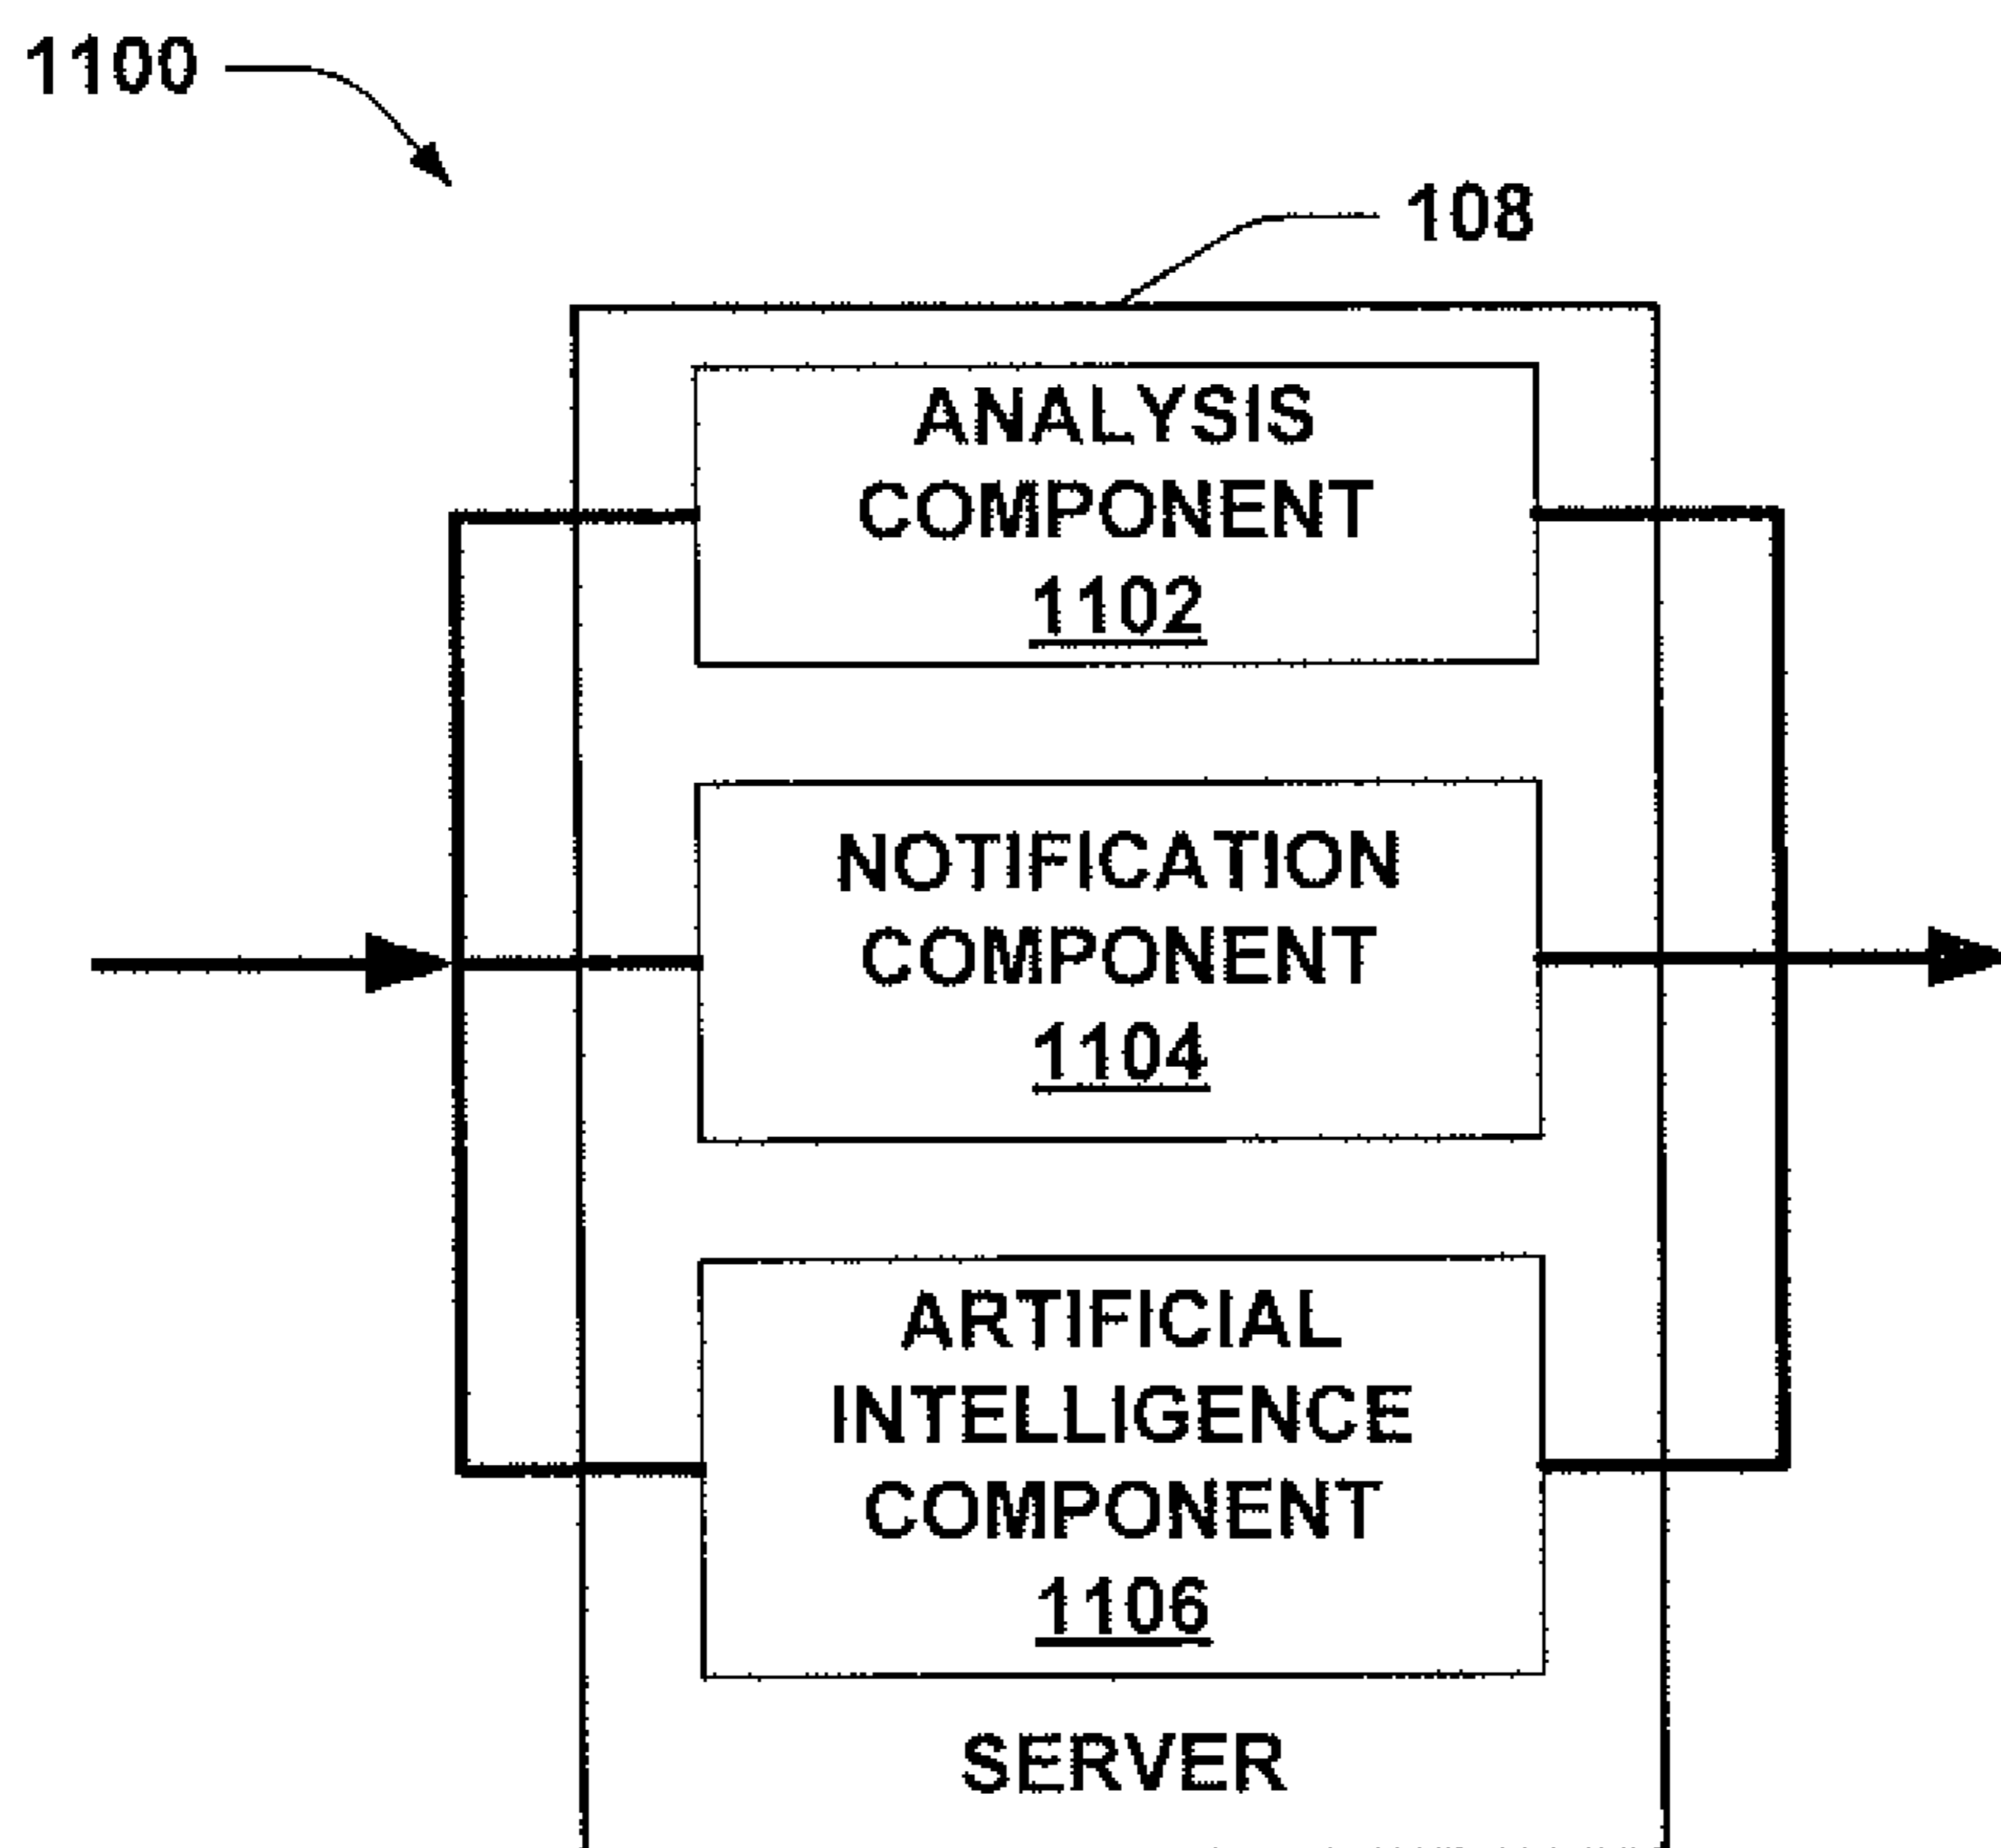 1100
108
ANALYSIS
COMPONENT
1102
NOTIFICATION
COMPONENT
1104
ARTIFICIAL
INTELLIGENCE
COMPONENT
1106
SERVER